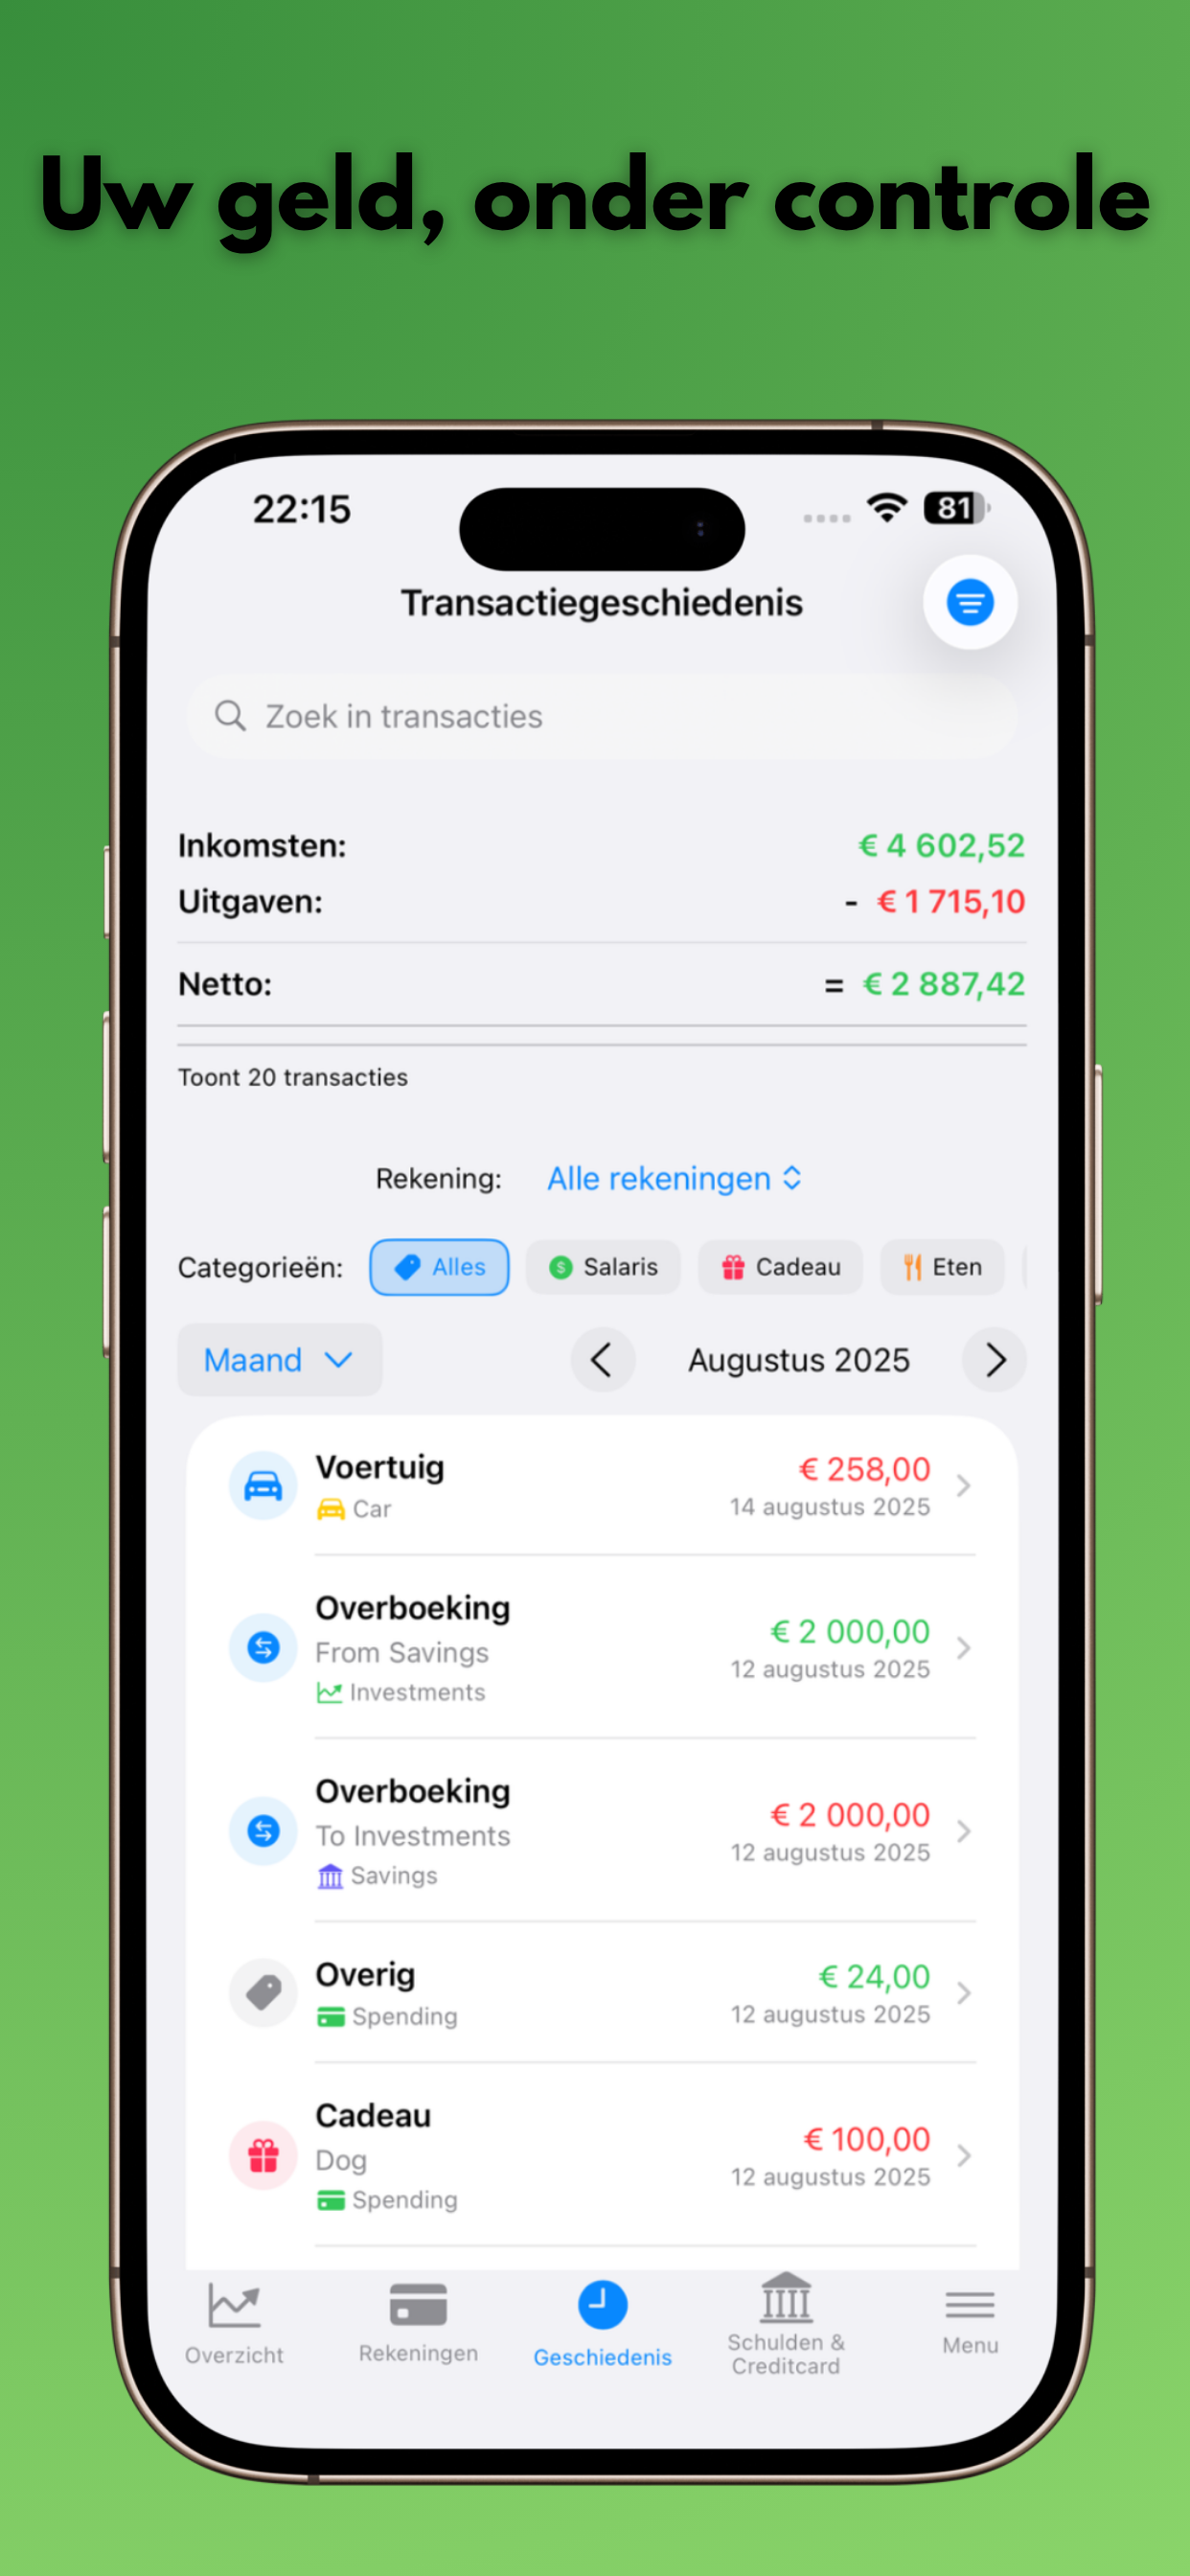 Uw geld, onder controle
22:15
81
Transactiegeschiedenis
Zoek in transacties
Inkomsten: € 4 602,52
Uitgaven: - € 1 715,10
Netto: = € 2 887,42
Toont 20 transacties
Rekening: Alle rekeningen
Categorieën: Alles Salaris Cadeau Eten
Maand Augustus 2025
Voertuig € 258,00
Car 14 augustus 2025
Overboeking
From Savings € 2 000,00
Investments 12 augustus 2025
Overboeking
To Investments € 2 000,00
Savings 12 augustus 2025
Overig € 24,00
Spending 12 augustus 2025
Cadeau
Dog € 100,00
Spending 12 augustus 2025
Overzicht Rekeningen Geschiedenis Schulden & Creditcard Menu